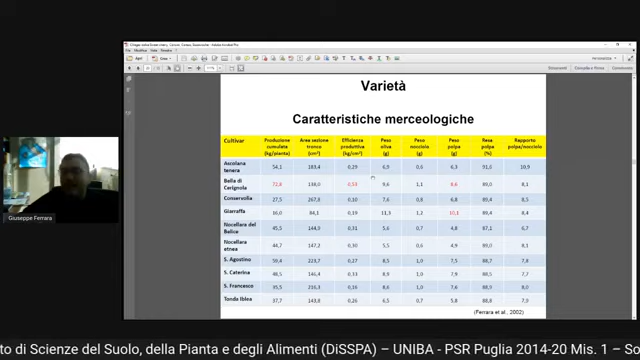 Varietà
Caratteristiche merceologiche
Cultivar Produzione cumulata (kg/pianta) Area sezione tronco (cm²) Efficienza produttiva (kg/cm²) Peso oliva (g) Peso nocciolo (g) Peso polpa (g) Resa polpa (%) Rapporto polpa/nocciolo
Ascolana tenera 54,1 183,4 0,29 6,9 0,6 6,3 91,0 10,9
Bella di Cerignola 72,8 138,0 0,53 9,6 1,1 8,6 89,0 8,1
Conservolia 27,5 267,8 0,10 7,6 0,8 6,8 89,4 8,5
Giarraffa 16,0 84,1 0,19 11,3 1,2 10,1 89,4 8,4
Nocellara del Belice 45,5 144,0 0,31 5,6 0,7 4,8 87,1 6,7
Nocellara etnea 44,7 147,2 0,30 5,5 0,6 4,9 89,0 8,1
S. Agostino 59,4 223,7 0,27 8,5 1,0 7,5 88,7 7,8
S. Caterina 48,5 146,4 0,33 8,9 1,0 7,9 88,5 7,7
S. Francesco 35,5 216,3 0,16 8,6 1,0 7,6 88,9 8,0
Tonda Iblea 37,7 143,8 0,26 6,5 0,7 5,8 88,8 7,9
(Ferrara et al., 2002)
Giuseppe Ferrara
to di Scienze del Suolo, della Pianta e degli Alimenti (DiSSPA) – UNIBA - PSR Puglia 2014-20 Mis. 1 – So